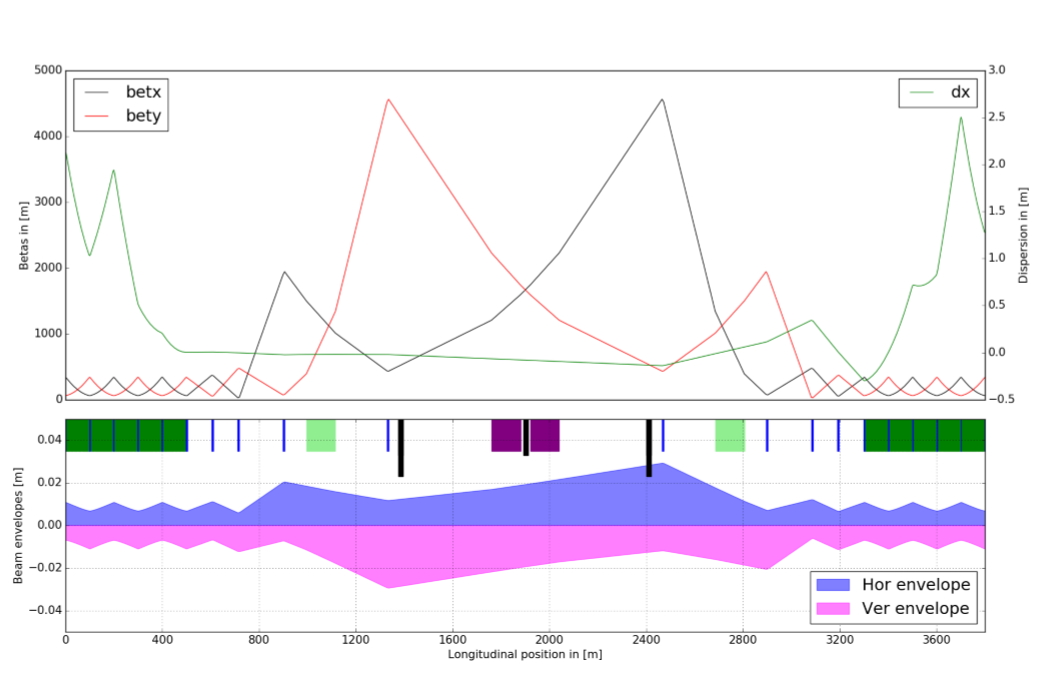 5000
4000
3000
2000
1000
0
Betas in [m]
betx
bety
dx
3.0
2.5
2.0
1.5
1.0
0.5
0.0
−0.5
Dispersion in [m]
0.04
0.02
0.00
−0.02
−0.04
Beam envelopes [m]
Hor envelope
Ver envelope
0 400 800 1200 1600 2000 2400 2800 3200 3600
Longitudinal position in [m]